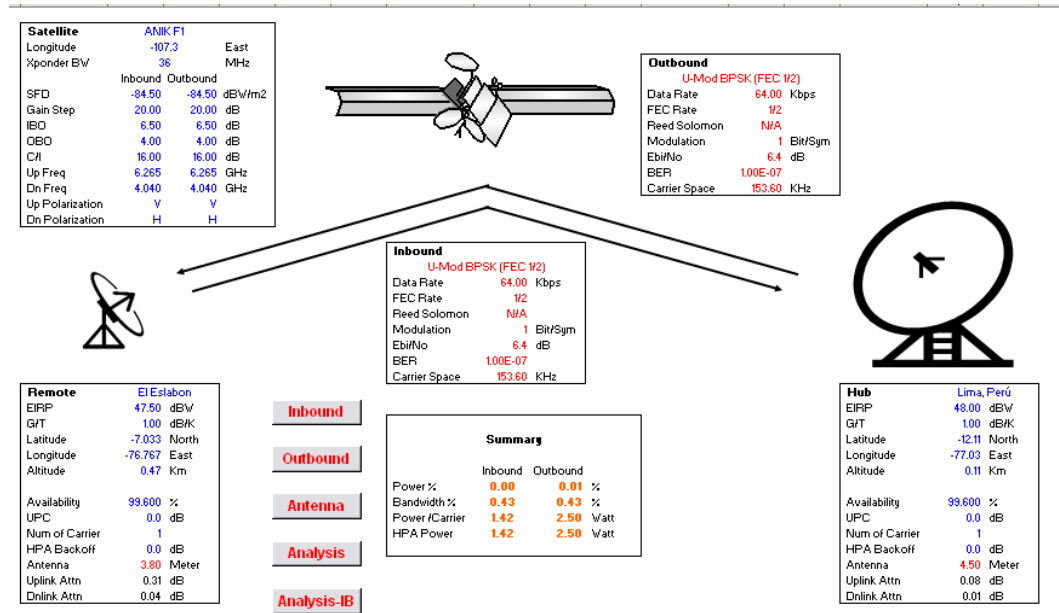 Satellite ANIK F1
Longitude -107.3 East
Xponder BW 36 MHz
Inbound Outbound
SFD -84.50 -84.50 dBW/m2
Gain Step 20.00 20.00 dB
IBO 6.50 6.50 dB
OBO 4.00 4.00 dB
C/I 16.00 16.00 dB
Up Freq 6.265 6.265 GHz
Dn Freq 4.040 4.040 GHz
Up Polarization V V
Dn Polarization H H
Outbound
U-Mod BPSK (FEC 1/2)
Data Rate 64.00 Kbps
FEC Rate 1/2
Reed Solomon N/A
Modulation 1 Bit/Sym
Ebi/No 6.4 dB
BER 1.00E-07
Carrier Space 153.60 KHz
Inbound
U-Mod BPSK (FEC 1/2)
Data Rate 64.00 Kbps
FEC Rate 1/2
Reed Solomon N/A
Modulation 1 Bit/Sym
Ebi/No 6.4 dB
BER 1.00E-07
Carrier Space 153.60 KHz
Remote El Eslabon
EIRP 47.50 dBW
G/T 1.00 dB/K
Latitude -7.033 North
Longitude -76.767 East
Altitude 0.47 Km
Availability 99.600 %
UPC 0.0 dB
Num of Carrier 1
HPA Backoff 0.0 dB
Antenna 3.80 Meter
Uplink Attn 0.31 dB
Dnlink Attn 0.04 dB
Inbound
Outbound
Antenna
Analysis
Analysis-IB
Summary
Inbound Outbound
Power % 0.00 0.01 %
Bandwidth % 0.43 0.43 %
Power /Carrier 1.42 2.50 Watt
HPA Power 1.42 2.50 Watt
Hub Lima, Perú
EIRP 48.00 dBW
G/T 1.00 dB/K
Latitude -12.11 North
Longitude -77.03 East
Altitude 0.11 Km
Availability 99.600 %
UPC 0.0 dB
Num of Carrier 1
HPA Backoff 0.0 dB
Antenna 4.50 Meter
Uplink Attn 0.08 dB
Dnlink Attn 0.01 dB